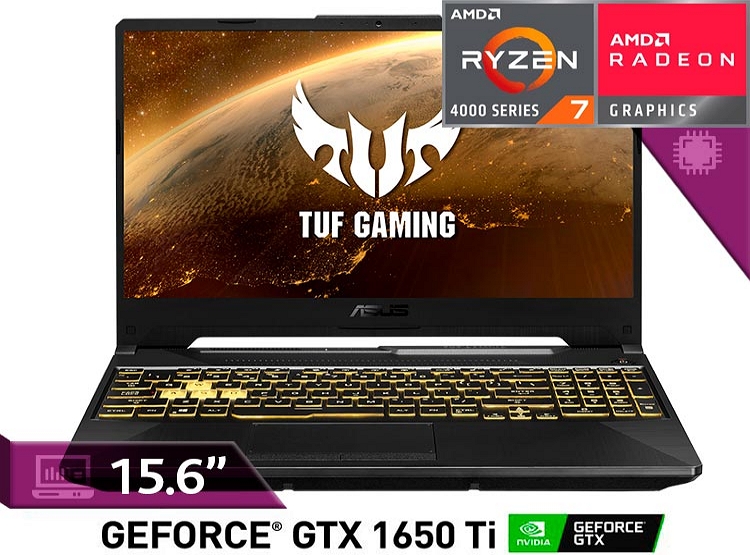 AMD
RYZEN
4000 SERIES 7
AMD
RADEON
GRAPHICS
TUF GAMING
ASUS
15.6”
GEFORCE® GTX 1650 Ti
NVIDIA
GEFORCE
GTX